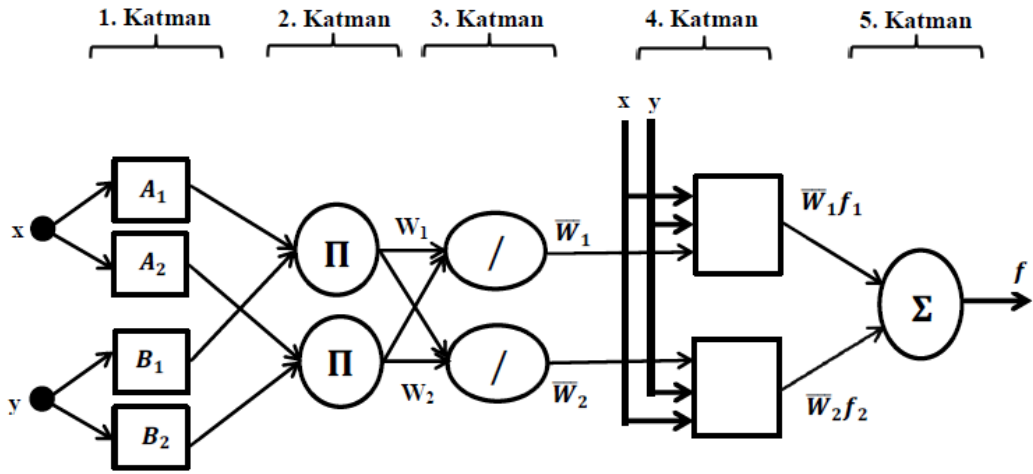 1. Katman 2. Katman 3. Katman 4. Katman 5. Katman
x y
A₁
x
A₂
B₁
y
B₂
Π
Π
W₁
W₂
/
/
W̅₁
W̅₂
W̅₁f₁
W̅₂f₂
Σ
f